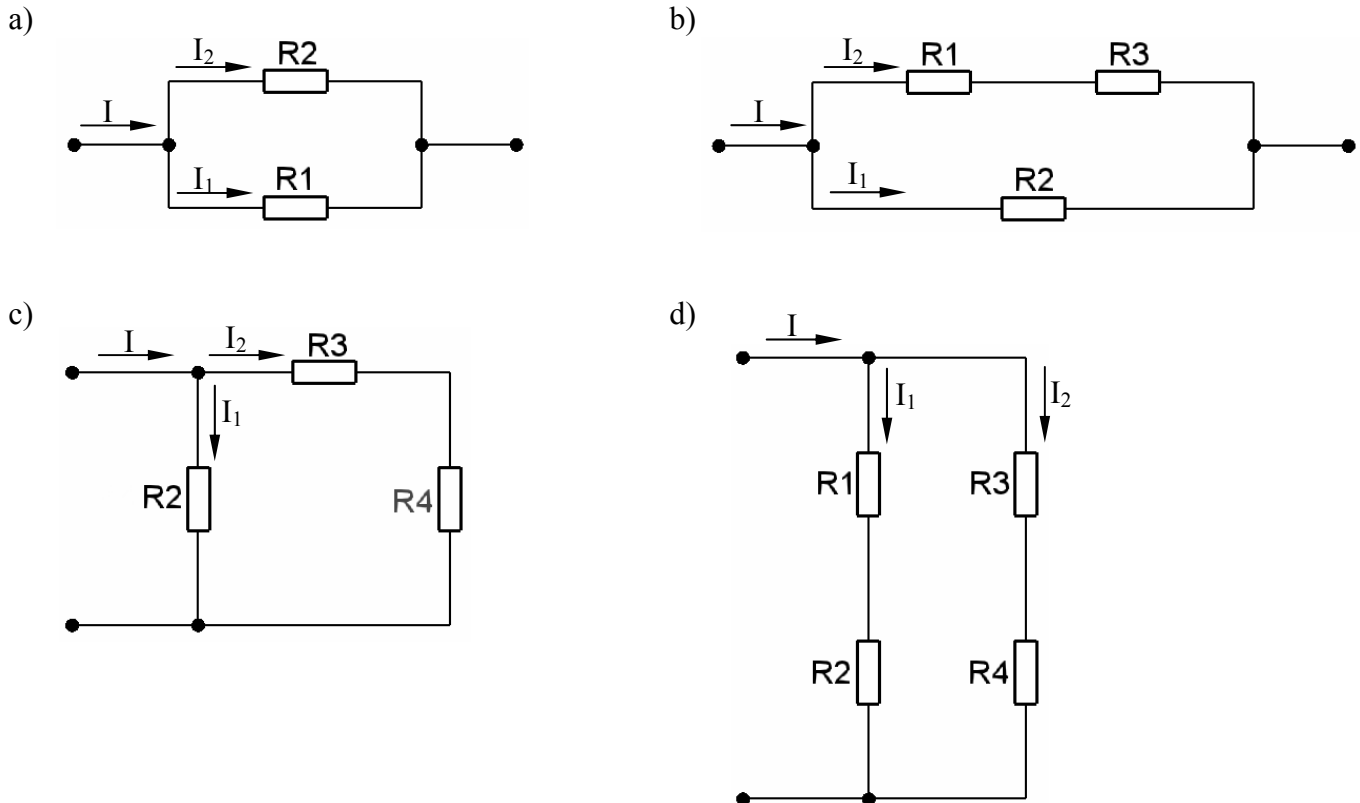 a)
I₂ R2
I
I₁ R1
b)
I₂ R1 R3
I
I₁ R2
c)
I I₂ R3
I₁
R2 R4
d)
I
I₁ I₂
R1 R3
R2 R4